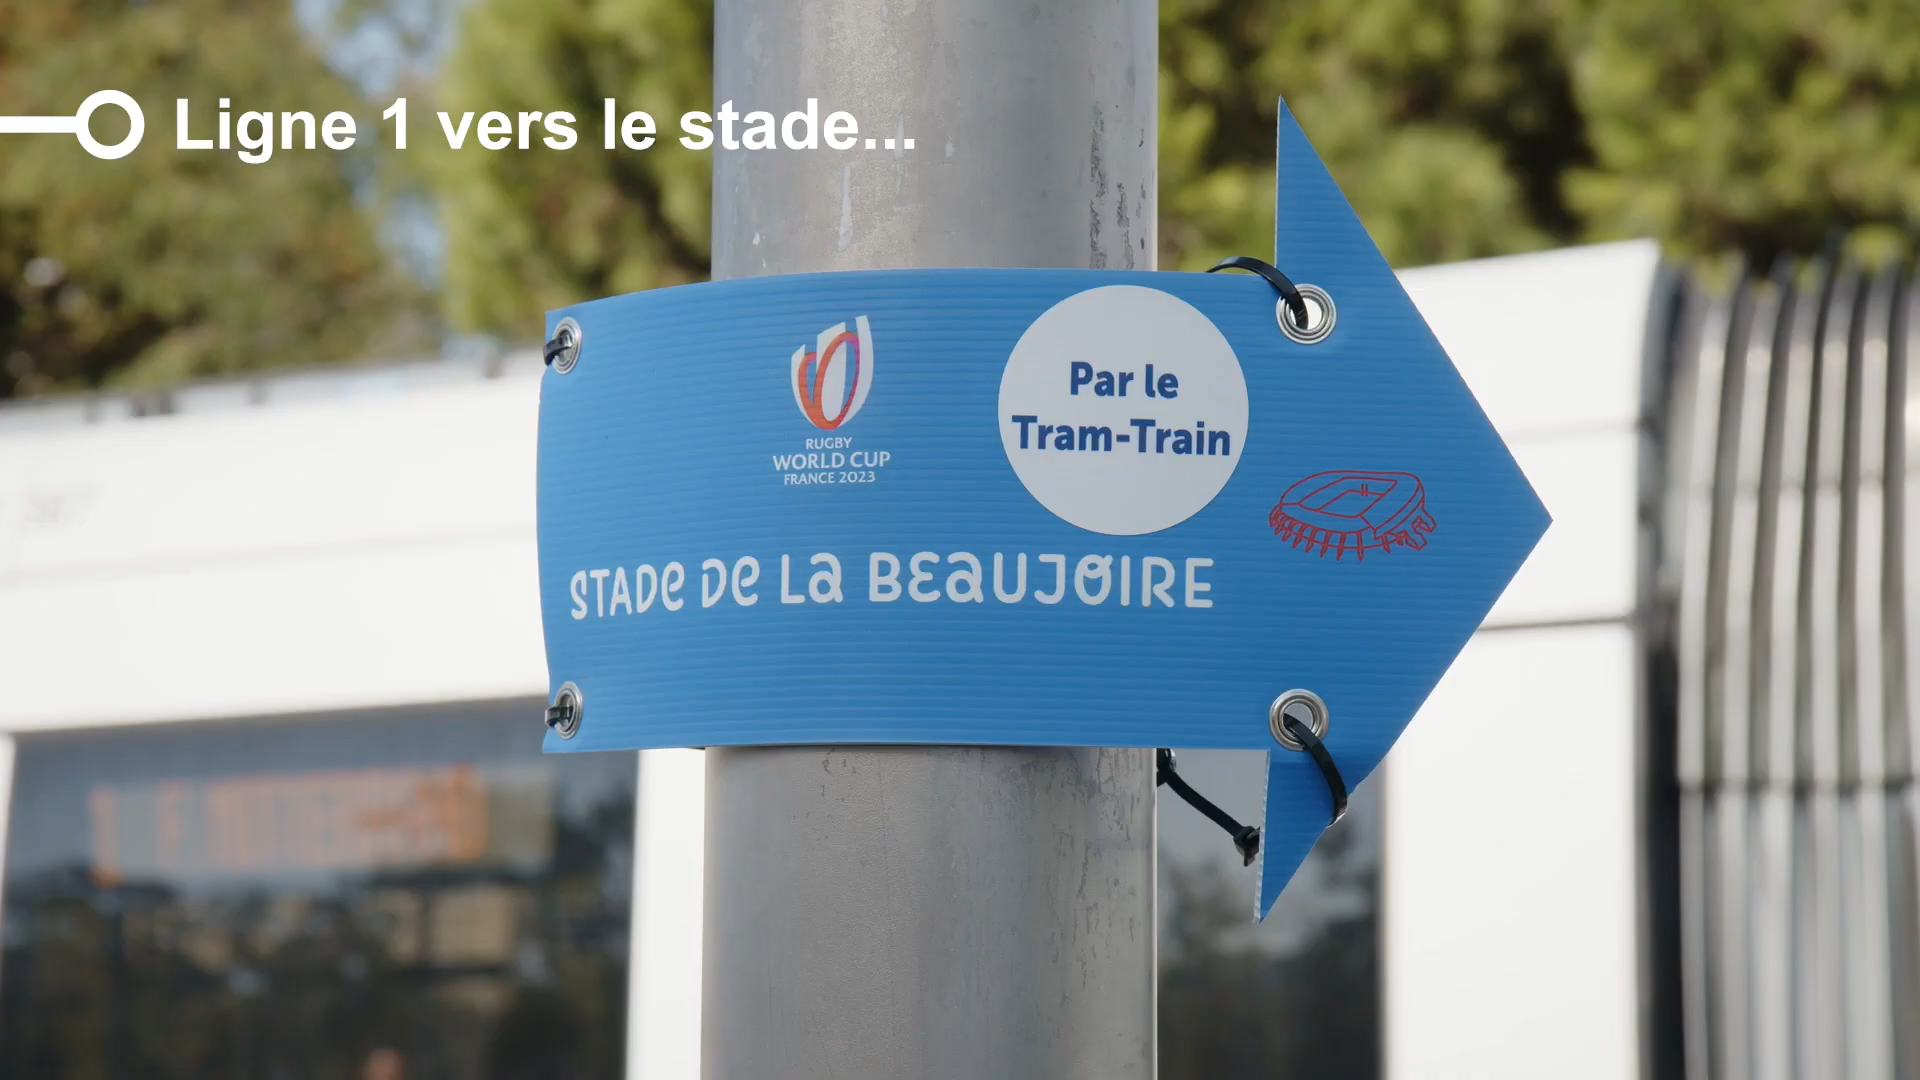 Ligne 1 vers le stade...
RUGBY
WORLD CUP
FRANCE 2023
Par le
Tram-Train
STADE DE LA BEAUJOIRE